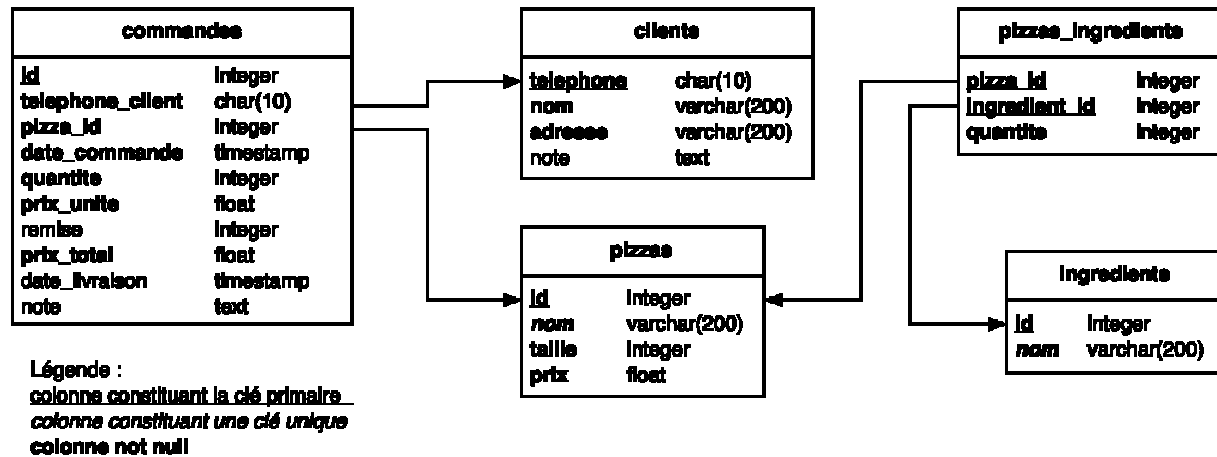 commandes
id integer
telephone_client char(10)
pizza_id integer
date_commande timestamp
quantite integer
prix_unite float
remise integer
prix_total float
date_livraison timestamp
note text
clients
telephone char(10)
nom varchar(200)
adresse varchar(200)
note text
pizzas_ingredients
pizza_id integer
ingredient_id integer
quantite integer
pizzas
id integer
nom varchar(200)
taille integer
prix float
ingredients
id integer
nom varchar(200)
Légende :
colonne constituant la clé primaire
colonne constituant une clé unique
colonne not null